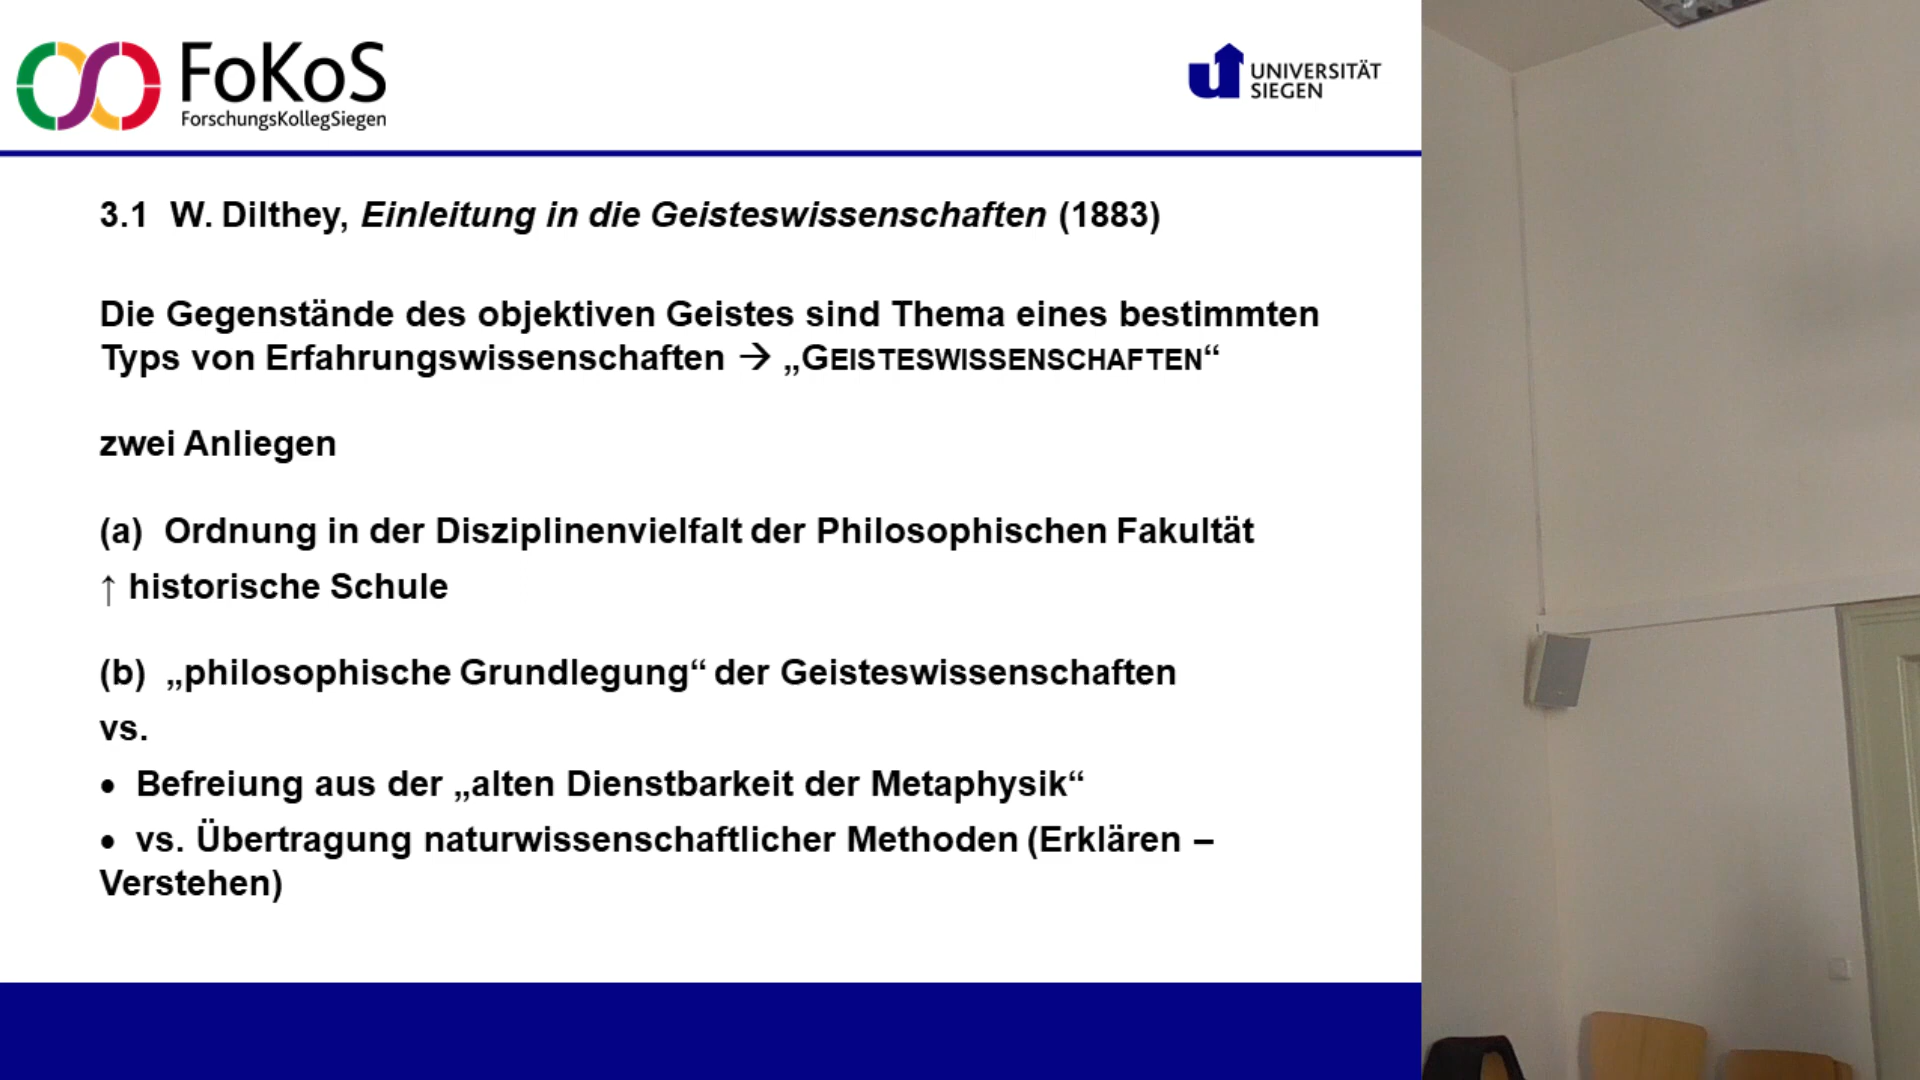 FoKoS
ForschungsKollegSiegen
UNIVERSITÄT
SIEGEN
3.1 W. Dilthey, Einleitung in die Geisteswissenschaften (1883)
Die Gegenstände des objektiven Geistes sind Thema eines bestimmten
Typs von Erfahrungswissenschaften → „GEISTESWISSENSCHAFTEN“
zwei Anliegen
(a) Ordnung in der Disziplinenvielfalt der Philosophischen Fakultät
↑ historische Schule
(b) „philosophische Grundlegung“ der Geisteswissenschaften
vs.
• Befreiung aus der „alten Dienstbarkeit der Metaphysik“
• vs. Übertragung naturwissenschaftlicher Methoden (Erklären –
Verstehen)